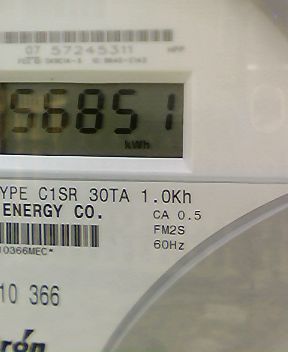 07 57245311
56851
kWh
YPE C1SR 30TA 1.0Kh
ENERGY CO.
CA 0.5
FM2S
60Hz
10366MEC*
10 366
rón